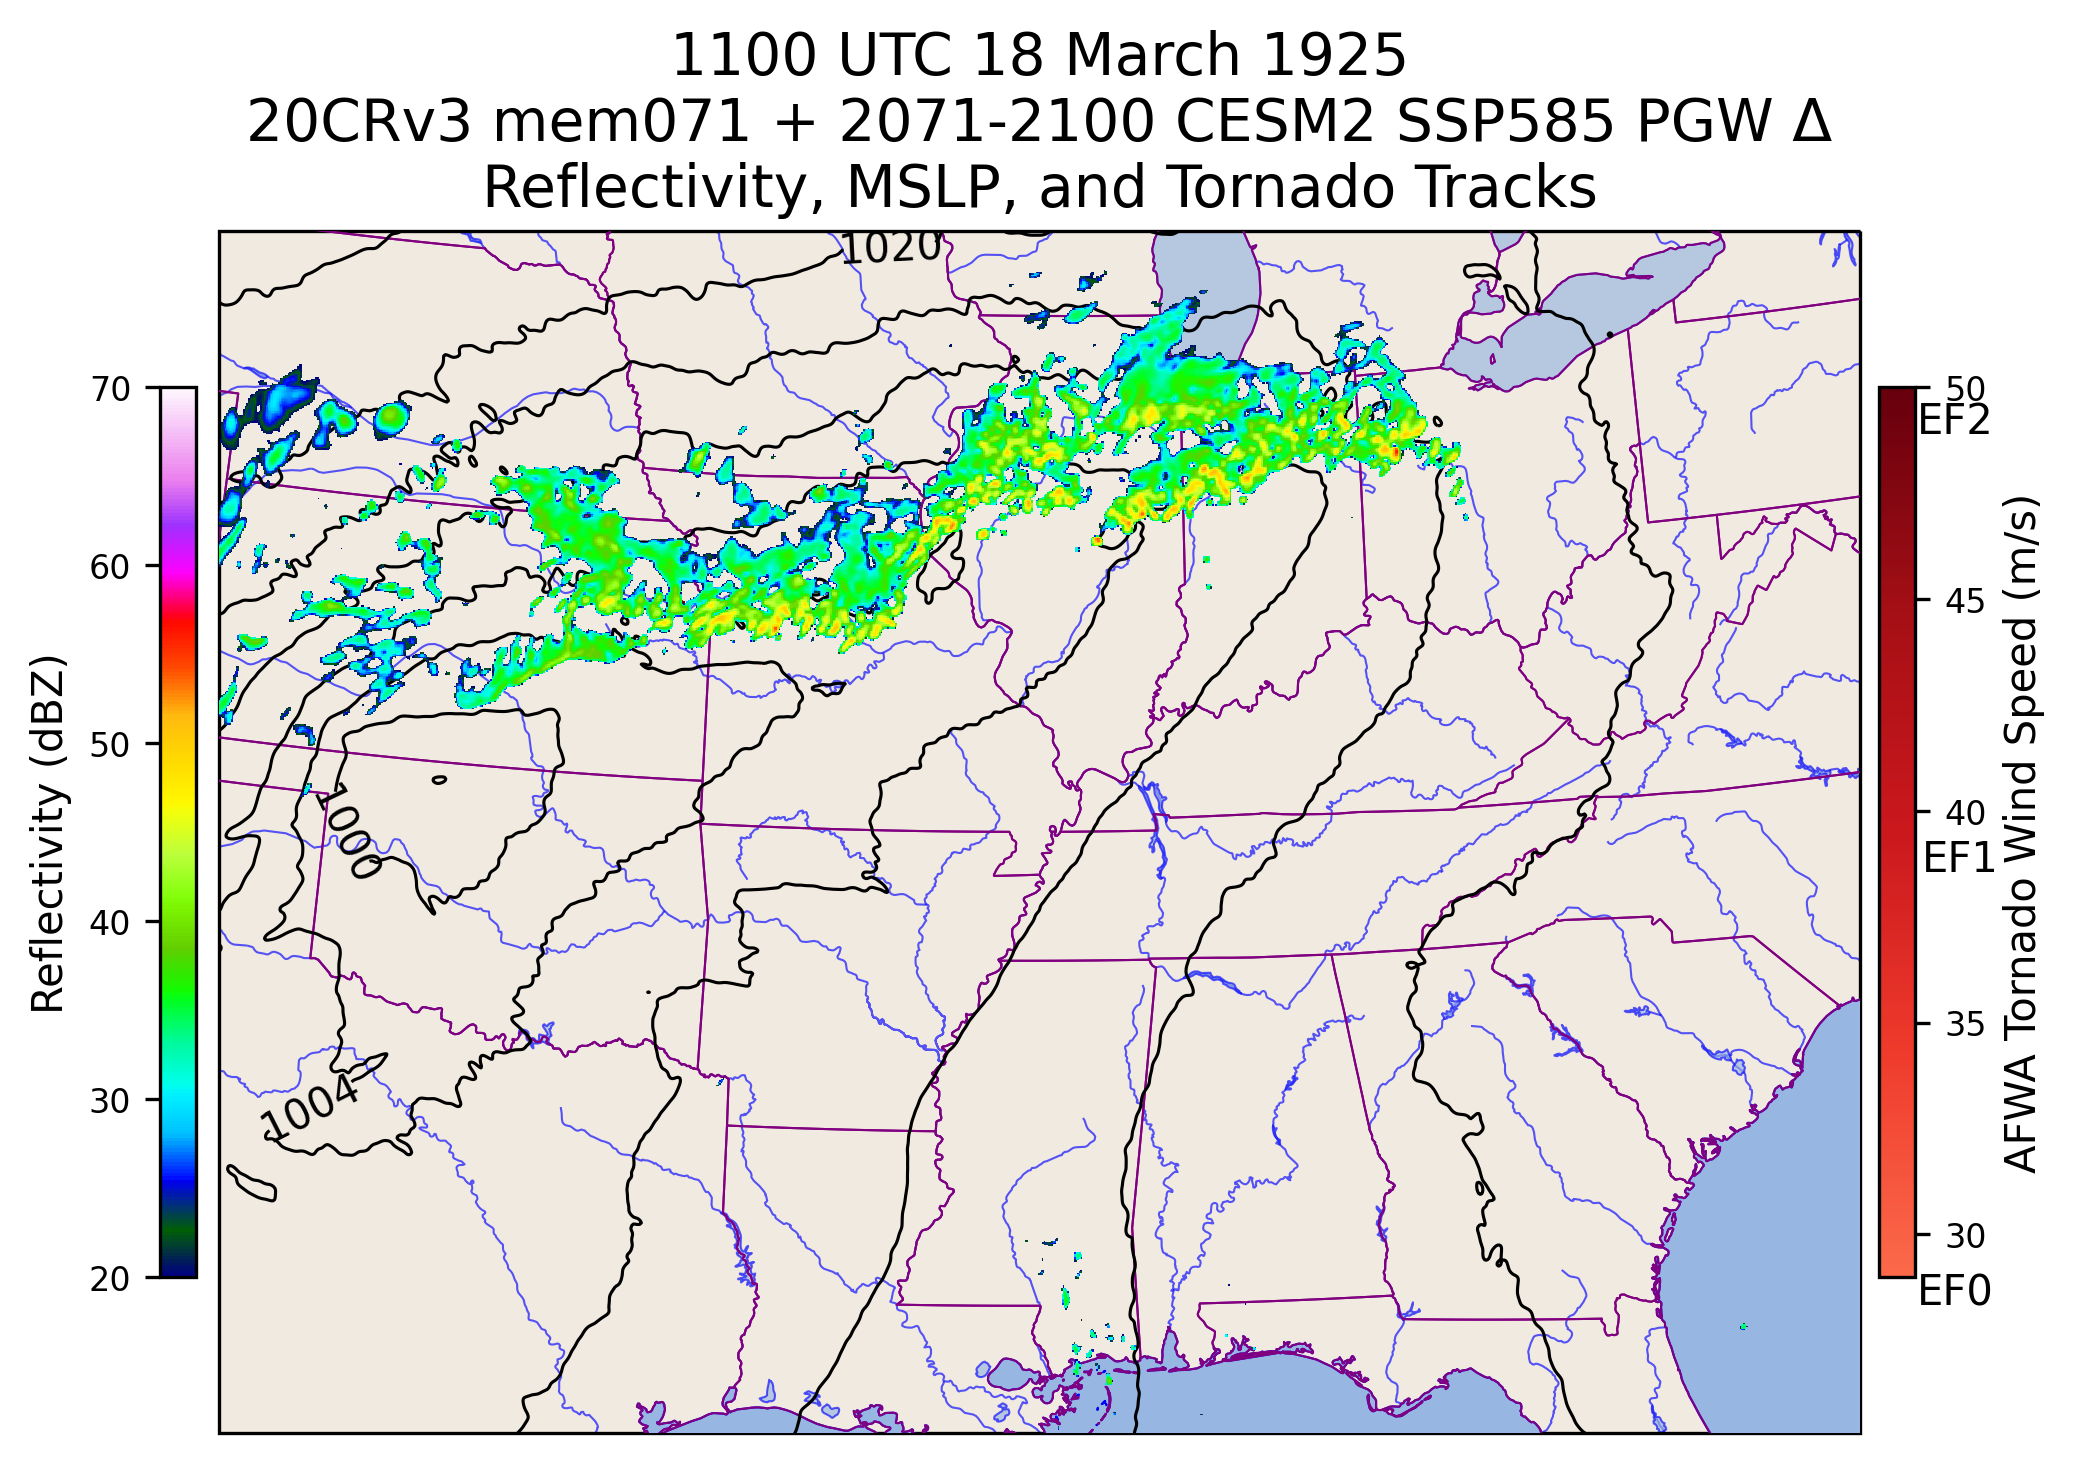 1100 UTC 18 March 1925
20CRv3 mem071 + 2071-2100 CESM2 SSP585 PGW Δ
Reflectivity, MSLP, and Tornado Tracks
1020
1000
1004
70
60
50
40
30
20
Reflectivity (dBZ)
50
EF2
45
40
EF1
35
30
EF0
AFWA Tornado Wind Speed (m/s)